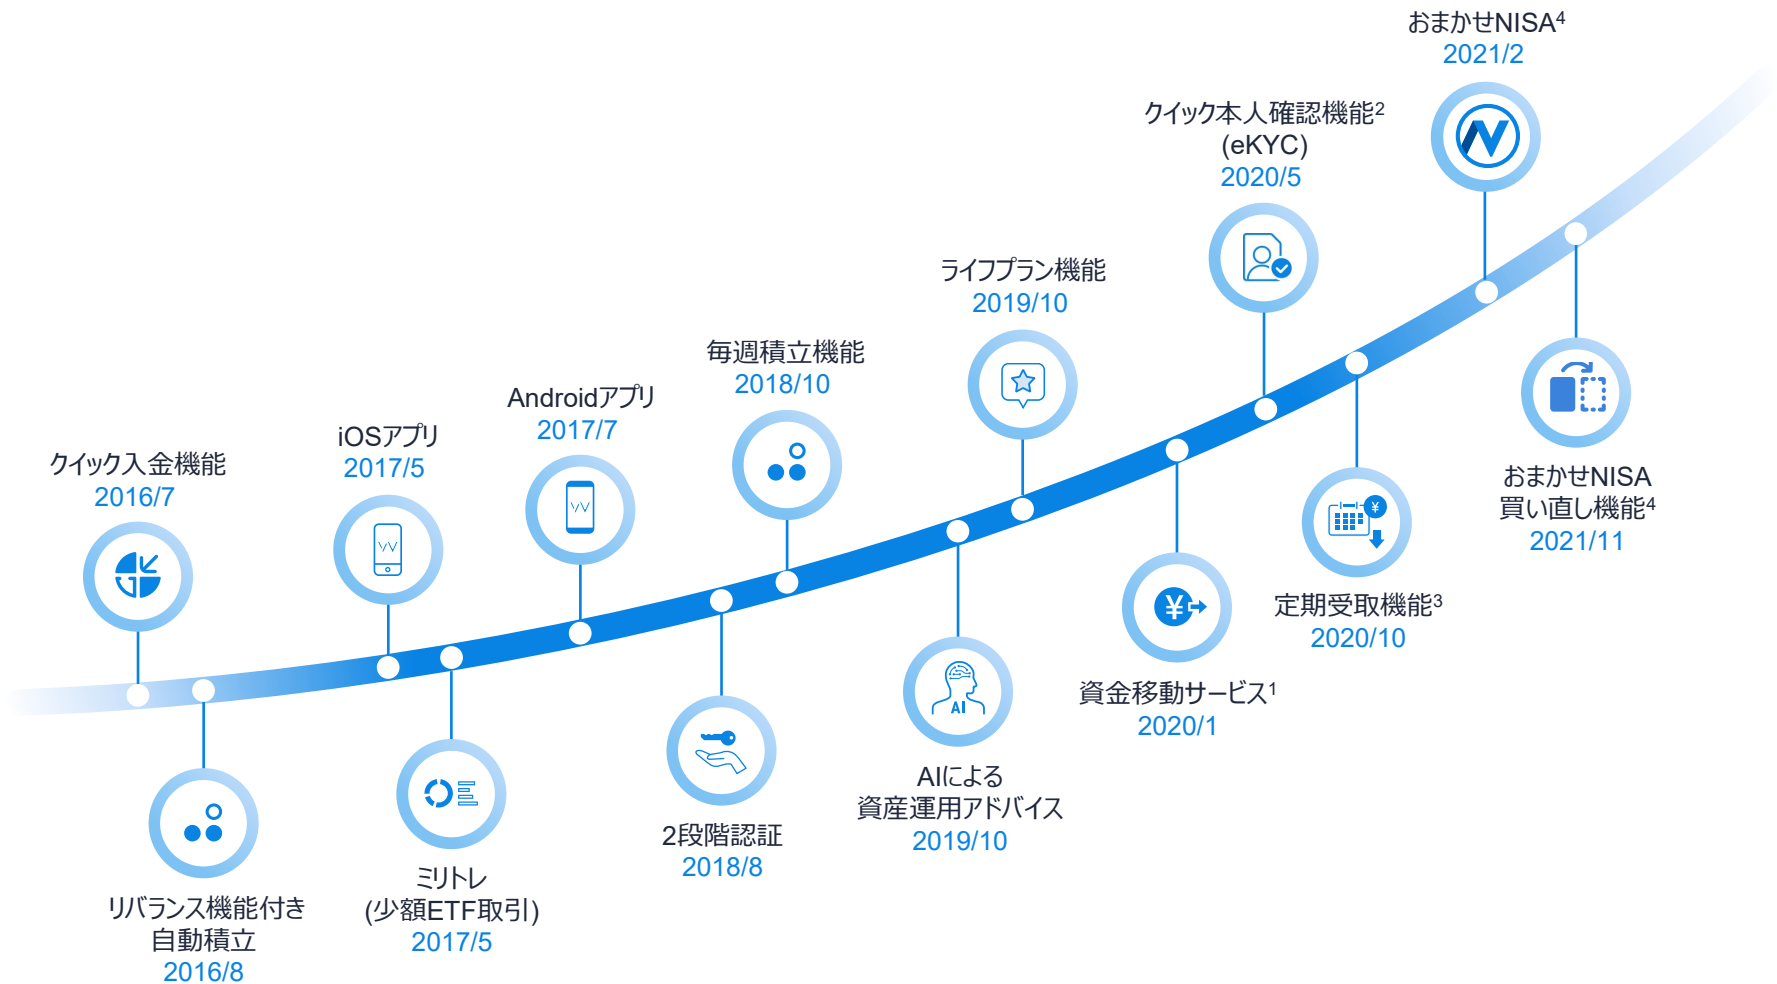 クイック入金機能
2016/7
リバランス機能付き
自動積立
2016/8
iOSアプリ
2017/5
ミリトレ
(少額ETF取引)
2017/5
Androidアプリ
2017/7
2段階認証
2018/8
毎週積立機能
2018/10
AI
AIによる
資産運用アドバイス
2019/10
ライフプラン機能
2019/10
¥
資金移動サービス1
2020/1
クイック本人確認機能2
(eKYC)
2020/5
¥
定期受取機能3
2020/10
おまかせNISA4
2021/2
おまかせNISA
買い直し機能4
2021/11